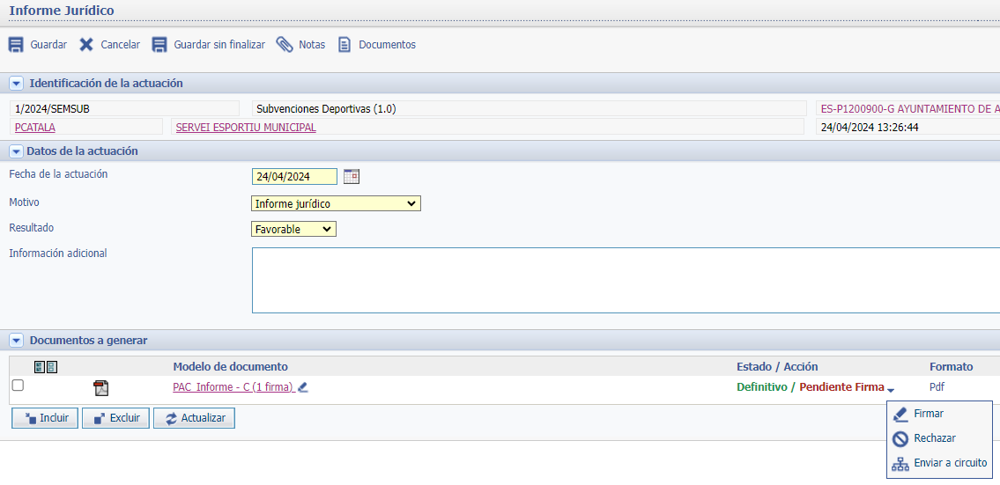 Informe Jurídico
Guardar Cancelar Guardar sin finalizar Notas Documentos
Identificación de la actuación
1/2024/SEMSUB Subvenciones Deportivas (1.0) ES-P1200900-G AYUNTAMIENTO DE A
PCATALA SERVEI ESPORTIU MUNICIPAL 24/04/2024 13:26:44
Datos de la actuación
Fecha de la actuación 24/04/2024
Motivo Informe jurídico
Resultado Favorable
Información adicional
Documentos a generar
Modelo de documento Estado / Acción Formato
PAC_Informe - C (1 firma) Definitivo / Pendiente Firma Pdf
Incluir Excluir Actualizar
Firmar
Rechazar
Enviar a circuito